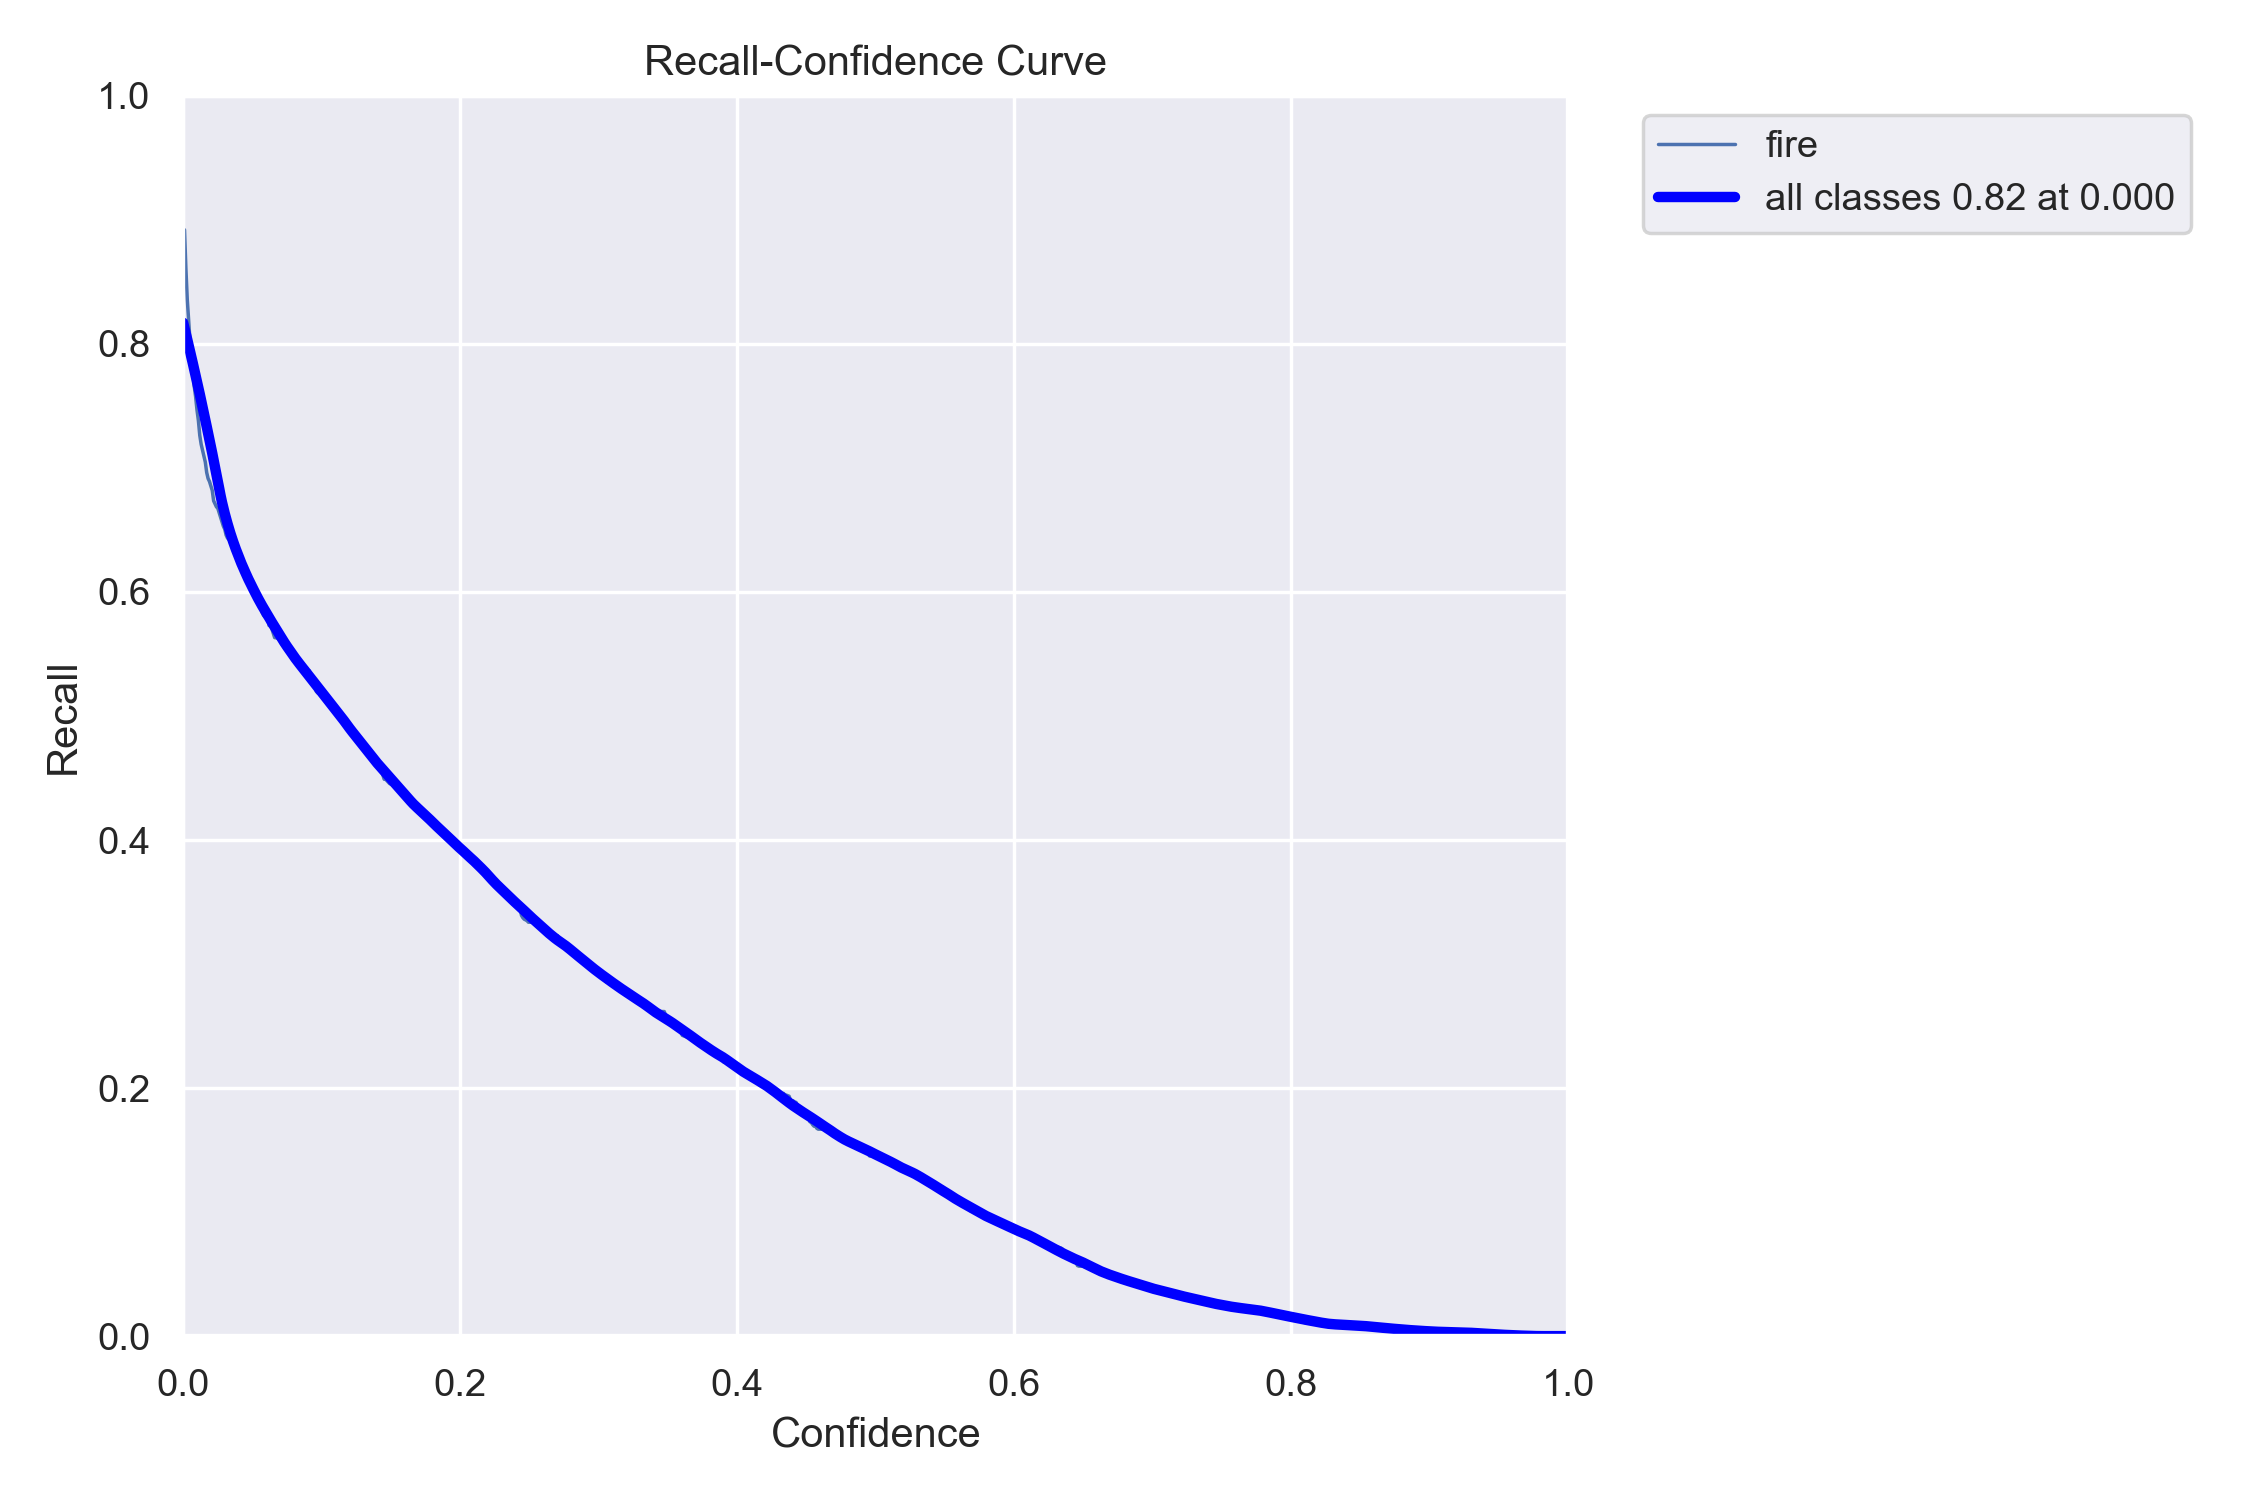 Recall-Confidence Curve
1.0
0.8
0.6
0.4
0.2
0.0
Recall
0.0 0.2 0.4 0.6 0.8 1.0
Confidence
fire
all classes 0.82 at 0.000